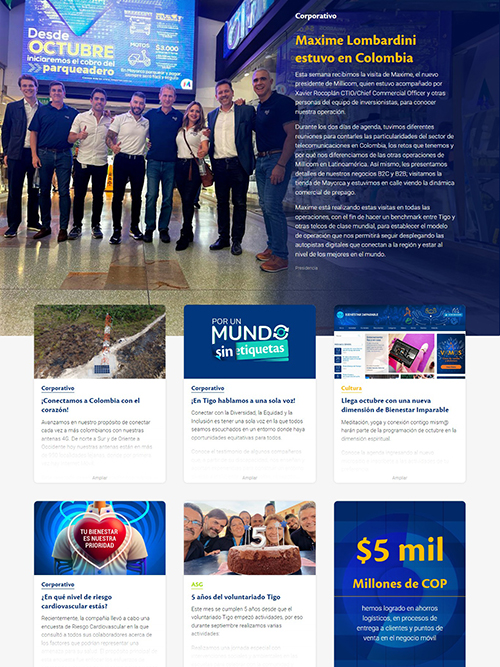 Desde
OCTUBRE
iniciaremos el cobro del
parqueadero
MOTOS
$3.000
Corporativo
Maxime Lombardini
estuvo en Colombia
Esta semana recibimos la visita de Maxime, el nuevo
presidente de Millicom, quien estuvo acompañado por
Xavier Rocoplan CTIO/Chief Commercial Officer y otras
personas del equipo de inversionistas, para conocer
nuestra operación.
Durante los dos días de agenda, tuvimos diferentes
reuniones para contarles las particularidades del sector de
telecomunicaciones en Colombia, los retos que tenemos y
por qué nos diferenciamos de las otras operaciones de
Millicom en Latinoamérica. Así mismo, les presentamos
detalles de nuestros negocios B2C y B2B, visitamos la
tienda de Mayorca y estuvimos en calle viendo la dinámica
comercial de prepago.
Maxime está realizando estas visitas en todas las
operaciones, con el fin de hacer un benchmark entre Tigo y
otras telcos de clase mundial, para establecer el modelo
de operación que nos permitirá seguir desplegando las
autopistas digitales que conectan a la región y estar al
nivel de los mejores en el mundo.
Presidencia
Corporativo
¡Conectamos a Colombia con el
corazón!
Avanzamos en nuestro propósito de conectar
cada vez a más colombianos con nuestras
antenas 4G. De norte a Sur y de Oriente a
Occidente hoy nuestras antenas están en más
Ampliar
POR UN
MUNDO
sin etiquetas
Corporativo
¡En Tigo hablamos a una sola voz!
Conectar con la Diversidad, la Equidad y la
Inclusión es tener una sola voz en la que todos
seamos escuchados en un entorno donde haya
oportunidades equitativas para todos.
Conoce el testimonio de algunos compañeros
Ampliar
BIENESTAR IMPARABLE
VAMOS
Cultura
Llega octubre con una nueva
dimensión de Bienestar Imparable
Meditación, yoga y conexión contigo mism@
harán parte de la programación de octubre en la
dimensión espiritual.
Ampliar
TU BIENESTAR
ES NUESTRA
PRIORIDAD
Corporativo
¿En qué nivel de riesgo
cardiovascular estás?
Recientemente, la compañía llevó a cabo una
encuesta de Riesgo Cardiovascular en la que
consultó a todos sus colaboradores acerca de
los factores que podrían representar una
5
ASG
5 años del voluntariado Tigo
Este mes se cumplen 5 años desde que el
voluntariado Tigo empezó actividades, por eso
durante septiembre realizamos varias
actividades.
$5 mil
Millones de COP
hemos logrado en ahorros
logísticos, en procesos de
entrega a clientes y puntos de
venta en el negocio móvil